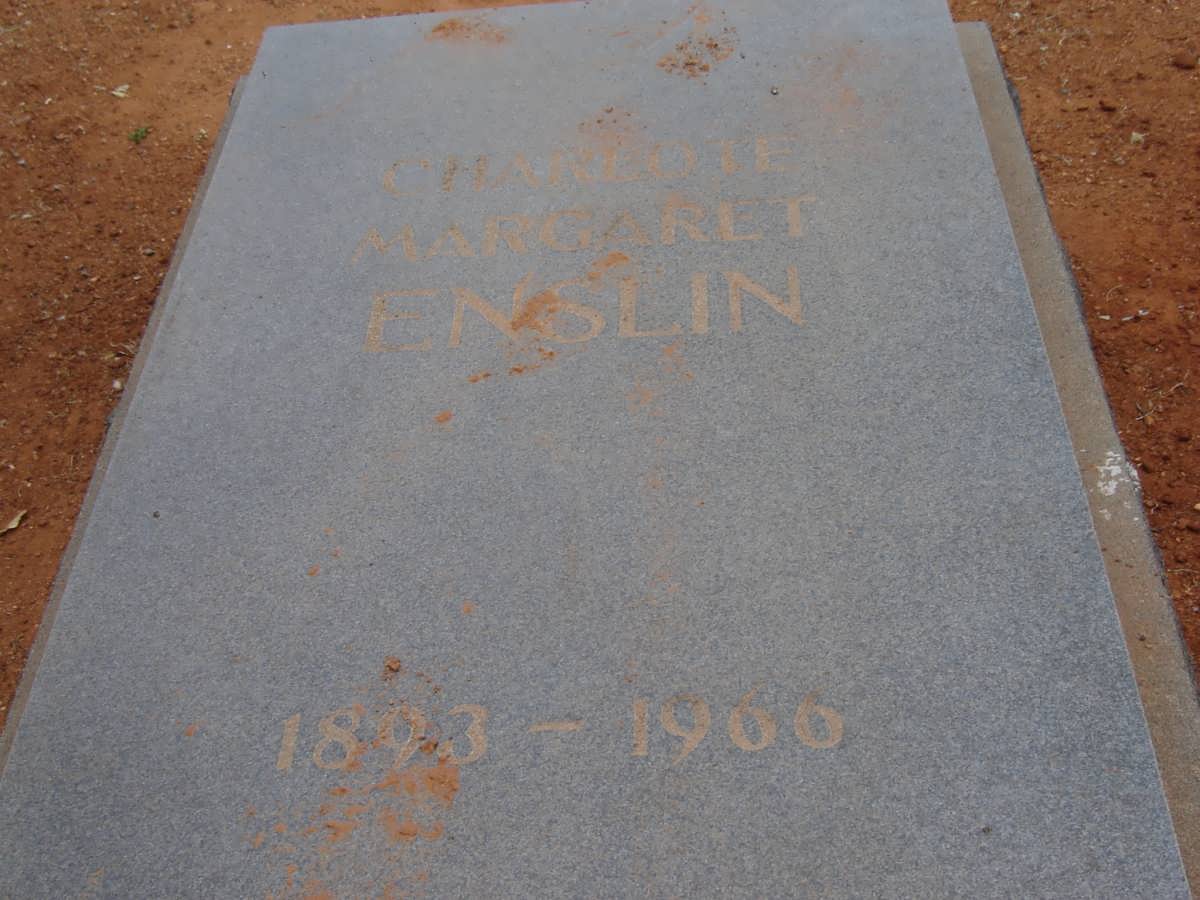 CHARLOTE
MARGARET
ENSLIN
1893 - 1966